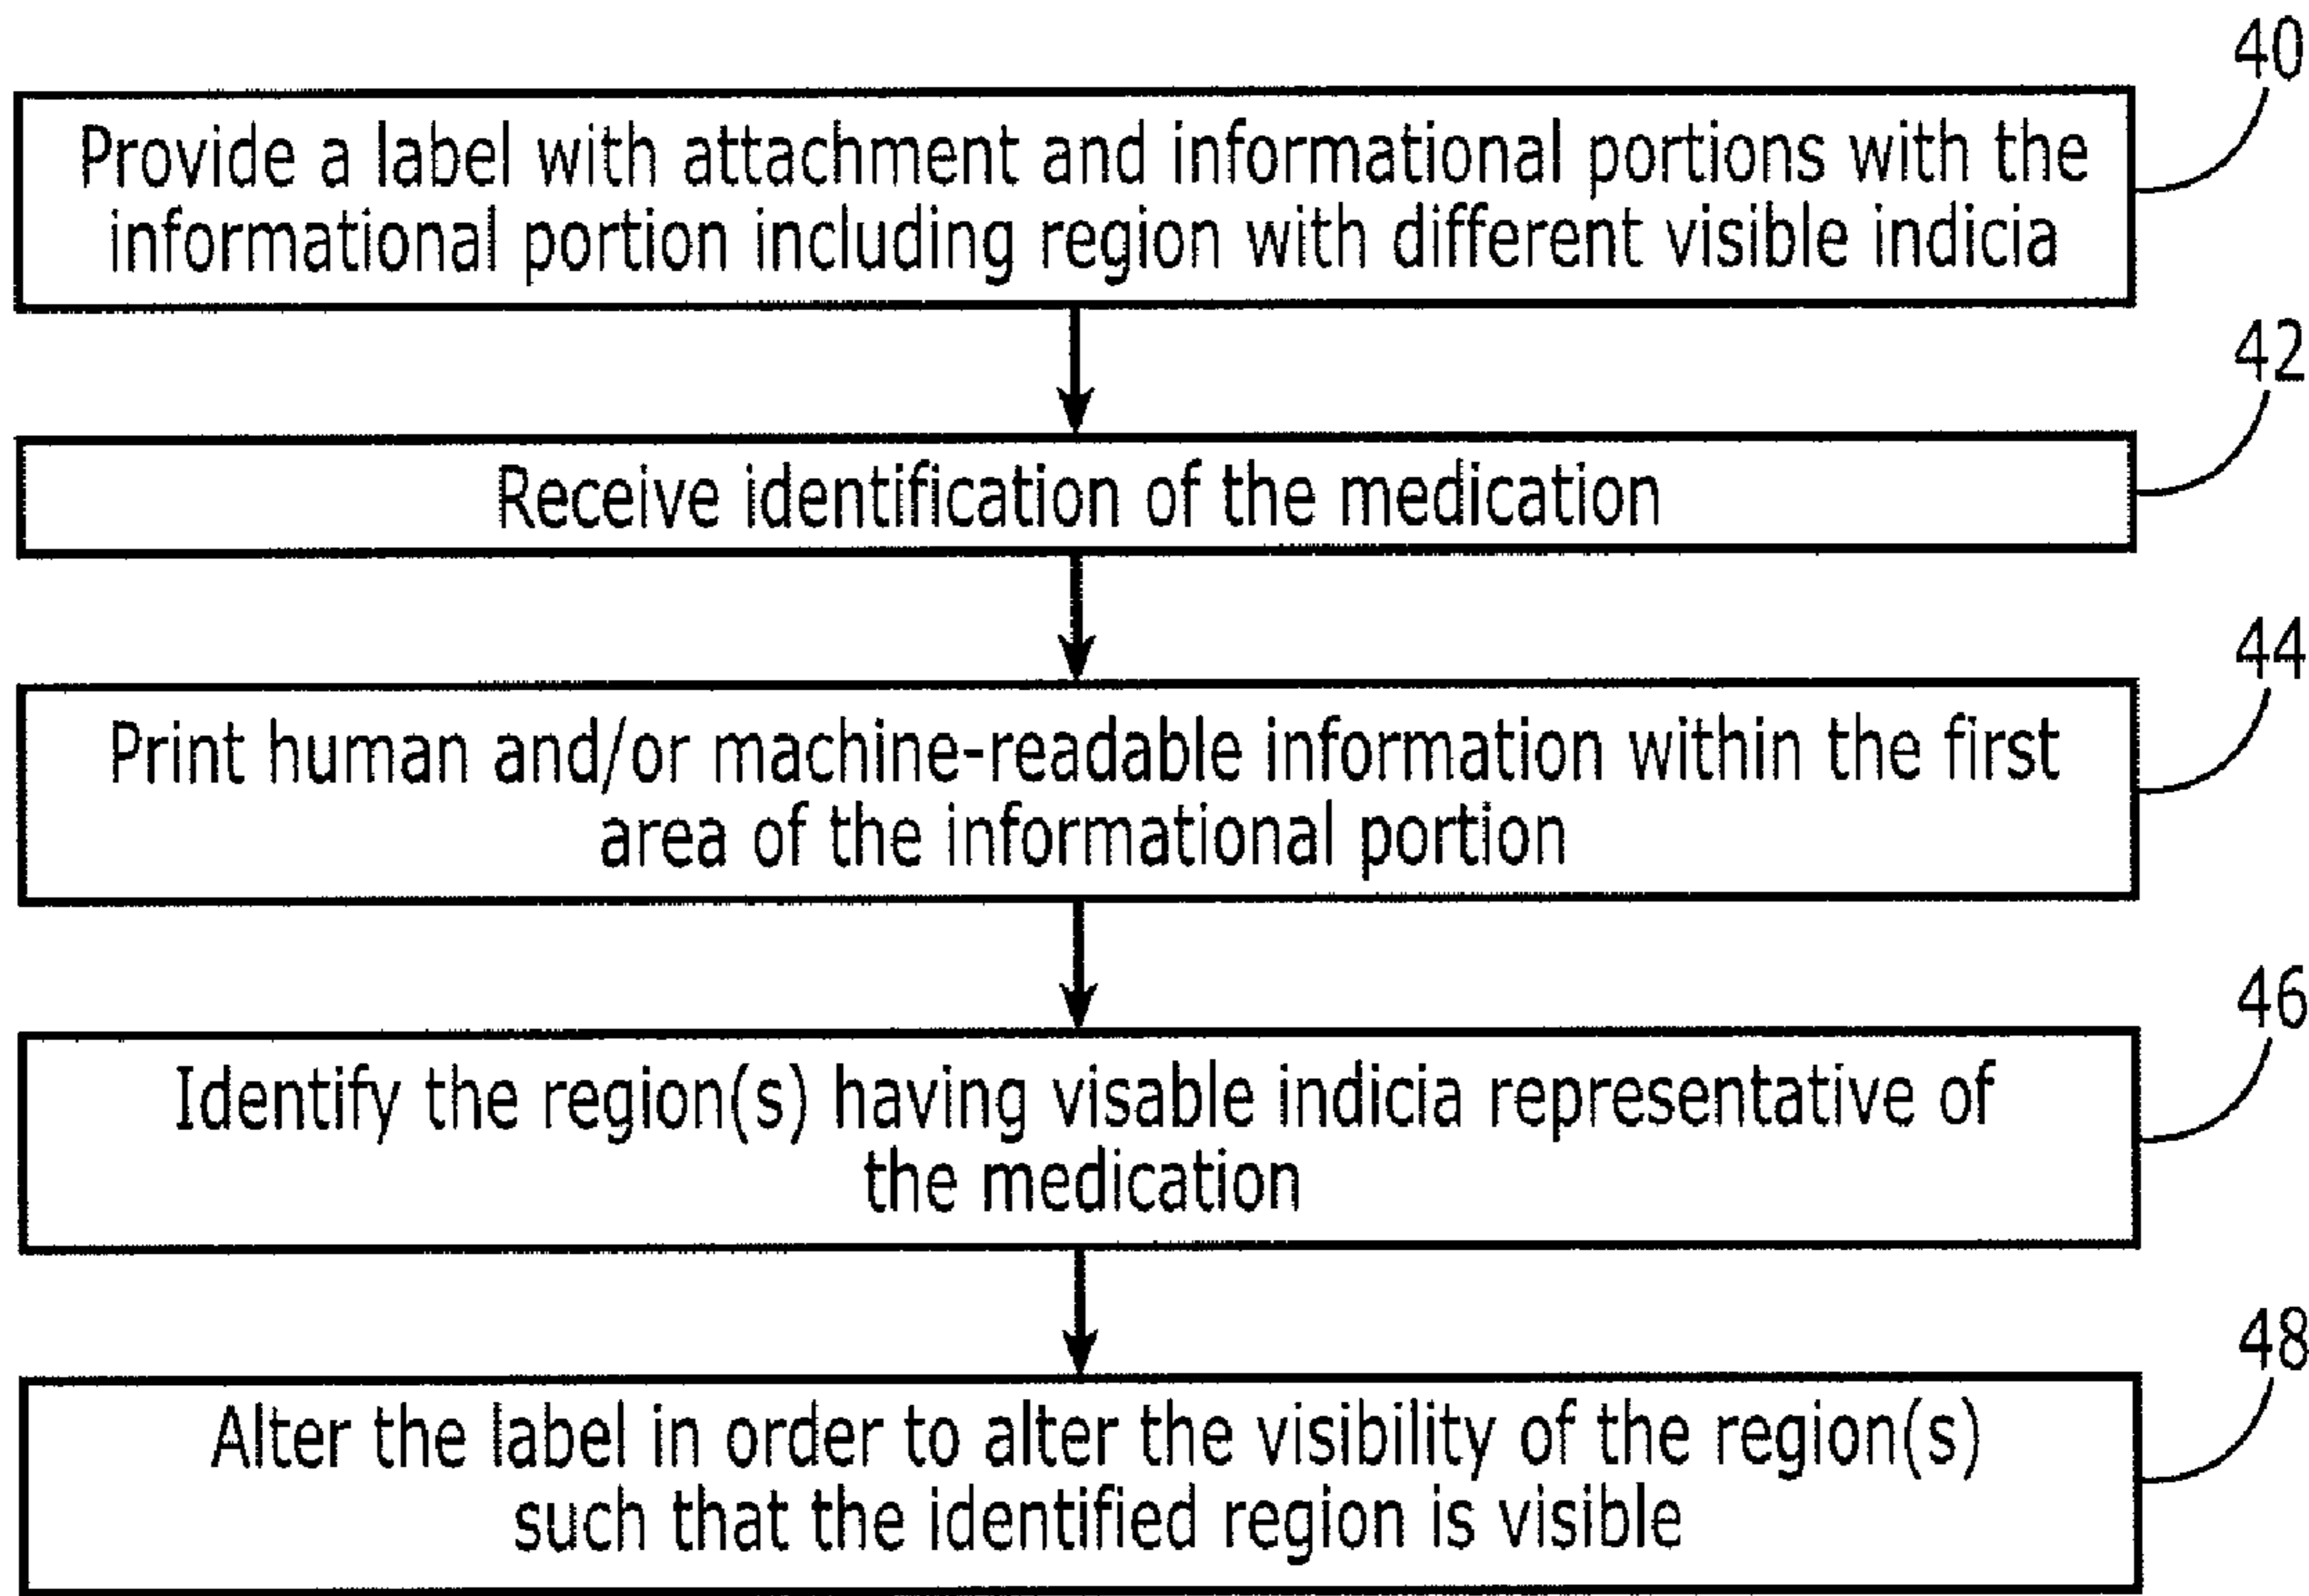 40
Provide a label with attachment and informational portions with the
informational portion including region with different visible indicia
42
Receive identification of the medication
44
Print human and/or machine-readable information within the first
area of the informational portion
46
Identify the region(s) having visable indicia representative of
the medication
48
Alter the label in order to alter the visibility of the region(s)
such that the identified region is visible